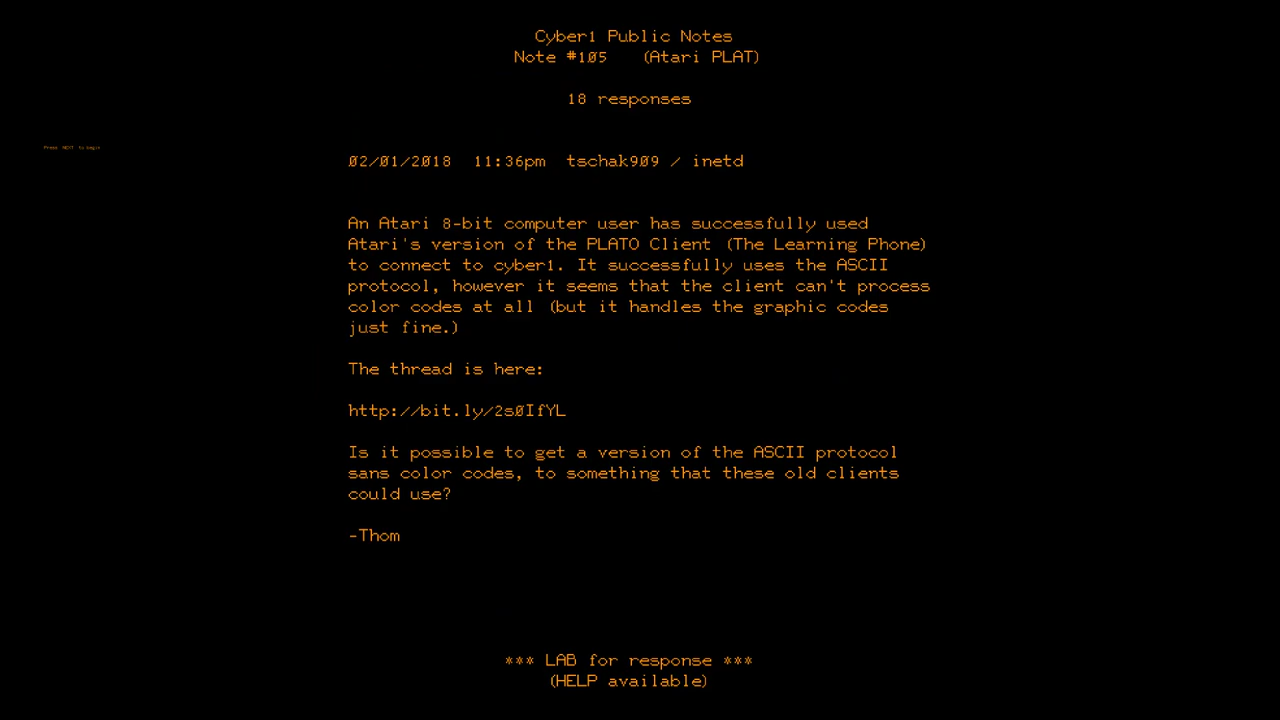 Cyber1 Public Notes
Note #105 (Atari PLAT)
18 responses
Press NEXT to begin
02/01/2018 11:36pm tschak909 / inetd
An Atari 8-bit computer user has successfully used
Atari's version of the PLATO Client (The Learning Phone)
to connect to cyber1. It successfully uses the ASCII
protocol, however it seems that the client can't process
color codes at all (but it handles the graphic codes
just fine.)
The thread is here:
http://bit.ly/2s0IfYL
Is it possible to get a version of the ASCII protocol
sans color codes, to something that these old clients
could use?
-Thom
*** LAB for response ***
(HELP available)